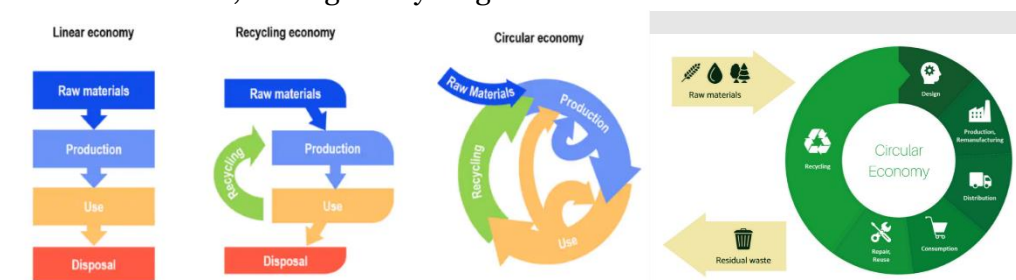 Linear economy
Raw materials
Production
Use
Disposal
Recycling economy
Raw materials
Production
Recycling
Use
Disposal
Circular economy
Raw Materials
Production
Recycling
Use
Raw materials
Residual waste
Circular
Economy
Design
Production,
Remanufacturing
Distribution
Consumption
Repair,
Reuse
Recycling